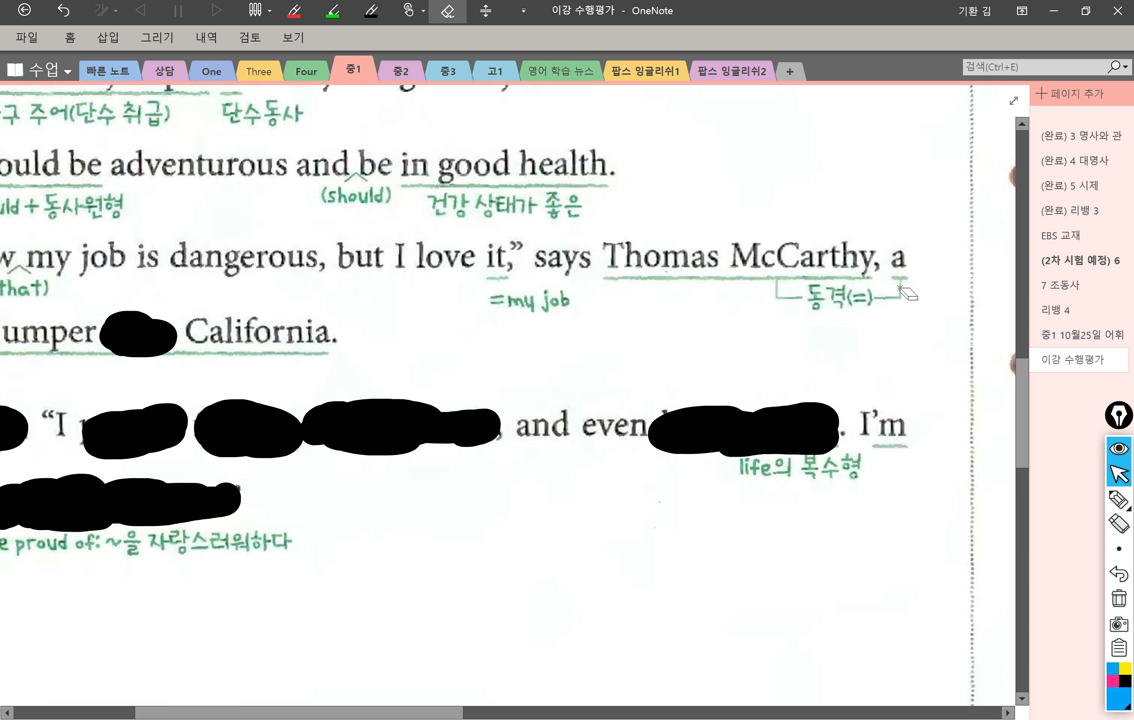 이강 수행평가 - OneNote
기환 김
파일 홈 삽입 그리기 내역 검토 보기
수업 빠른 노트 상담 One Three Four 중1 중2 중3 고1 영어 학습 뉴스 팝스 잉글리쉬1 팝스 잉글리쉬2 +
검색(Ctrl+E)
페이지 추가
(완료) 3 명사와 관
(완료) 4 대명사
(완료) 5 시제
(완료) 리뱅 3
EBS 교재
(2차 시험 예정) 6
7 조동사
리뱅 4
중1 10월25일 어휘
이강 수행평가
구 주어(단수 취급) 단수동사
ould be adventurous and be in good health.
uld + 동사원형 (should) 건강 상태가 좋은
w my job is dangerous, but I love it,” says Thomas McCarthy, a
that) =my job 동격(=)
umper California.
“I , and even . I’m
life의 복수형
e proud of: ~을 자랑스러워하다